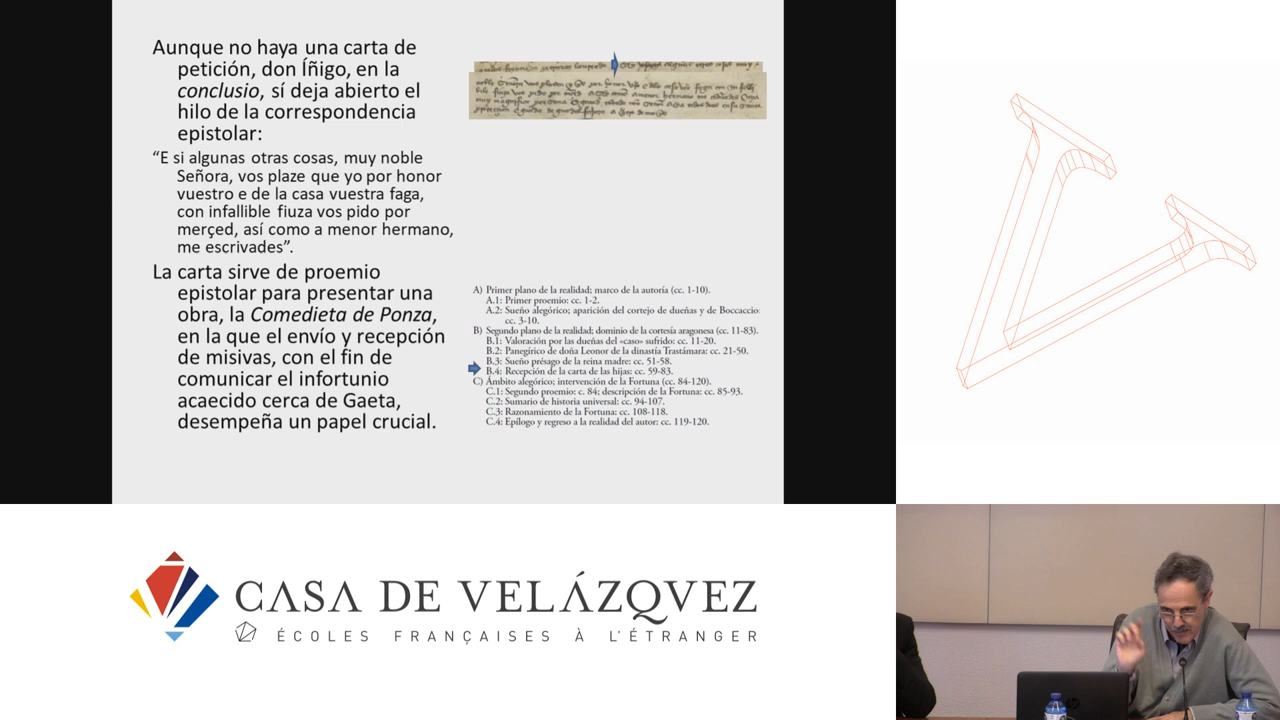 Aunque no haya una carta de
petición, don Íñigo, en la
conclusio, sí deja abierto el
hilo de la correspondencia
epistolar:
“E si algunas otras cosas, muy noble
Señora, vos plaze que yo por honor
vuestro e de la casa vuestra faga,
con infallible fiuza vos pido por
merçed, así como a menor hermano,
me escrivades”.
La carta sirve de proemio
epistolar para presentar una
obra, la Comedieta de Ponza,
en la que el envío y recepción
de misivas, con el fin de
comunicar el infortunio
acaecido cerca de Gaeta,
desempeña un papel crucial.
A) Primer plano de la realidad; marco de la autoría (cc. 1-10).
A.1: Primer proemio: cc. 1-2.
A.2: Sueño alegórico; aparición del cortejo de dueñas y de Boccaccio:
cc. 3-10.
B) Segundo plano de la realidad; dominio de la cortesía aragonesa (cc. 11-83).
B.1: Valoración por las dueñas del «caso» sufrido: cc. 11-20.
B.2: Panegírico de doña Leonor de la dinastía Trastámara: cc. 21-50.
B.3: Sueño présago de la reina madre: cc. 51-58.
B.4: Recepción de la carta de las hijas: cc. 59-83.
C) Ámbito alegórico; intervención de la Fortuna (cc. 84-120).
C.1: Segundo proemio: c. 84; descripción de la Fortuna: cc. 85-93.
C.2: Sumario de historia universal: cc. 94-107.
C.3: Razonamiento de la Fortuna: cc. 108-118.
C.4: Epílogo y regreso a la realidad del autor: cc. 119-120.
CASA DE VELÁZQVEZ
ÉCOLES FRANÇAISES À L'ÉTRANGER